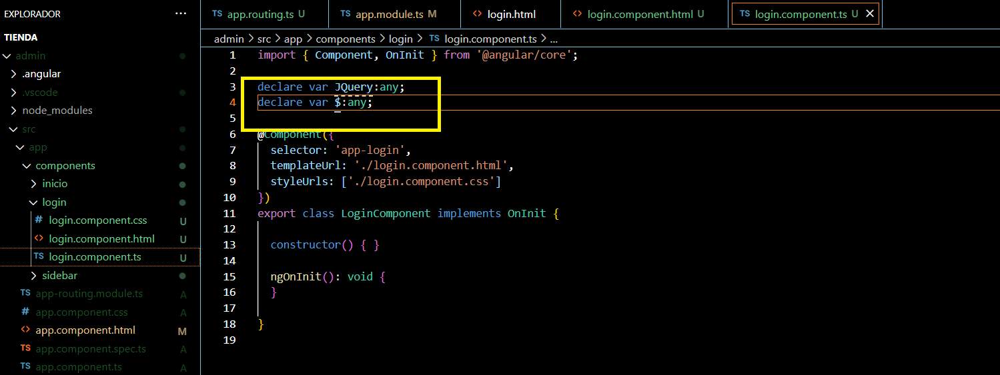 EXPLORADOR ···
TIENDA
admin
.angular
.vscode
node_modules
src
app
components
inicio
login
# login.component.css U
<> login.component.html U
TS login.component.ts U
sidebar
TS app-routing.module.ts A
# app.component.css A
<> app.component.html M
TS app.component.spec.ts A
TS app.component.ts A
TS app.routing.ts U
TS app.module.ts M
<> login.html
<> login.component.html U
TS login.component.ts U ×
admin > src > app > components > login > TS login.component.ts > ...
1 import { Component, OnInit } from '@angular/core';
2
3 declare var JQuery:any;
4 declare var $:any;
5
6 @Component({
7 selector: 'app-login',
8 templateUrl: './login.component.html',
9 styleUrls: ['./login.component.css']
10 })
11 export class LoginComponent implements OnInit {
12
13 constructor() { }
14
15 ngOnInit(): void {
16 }
17
18 }
19